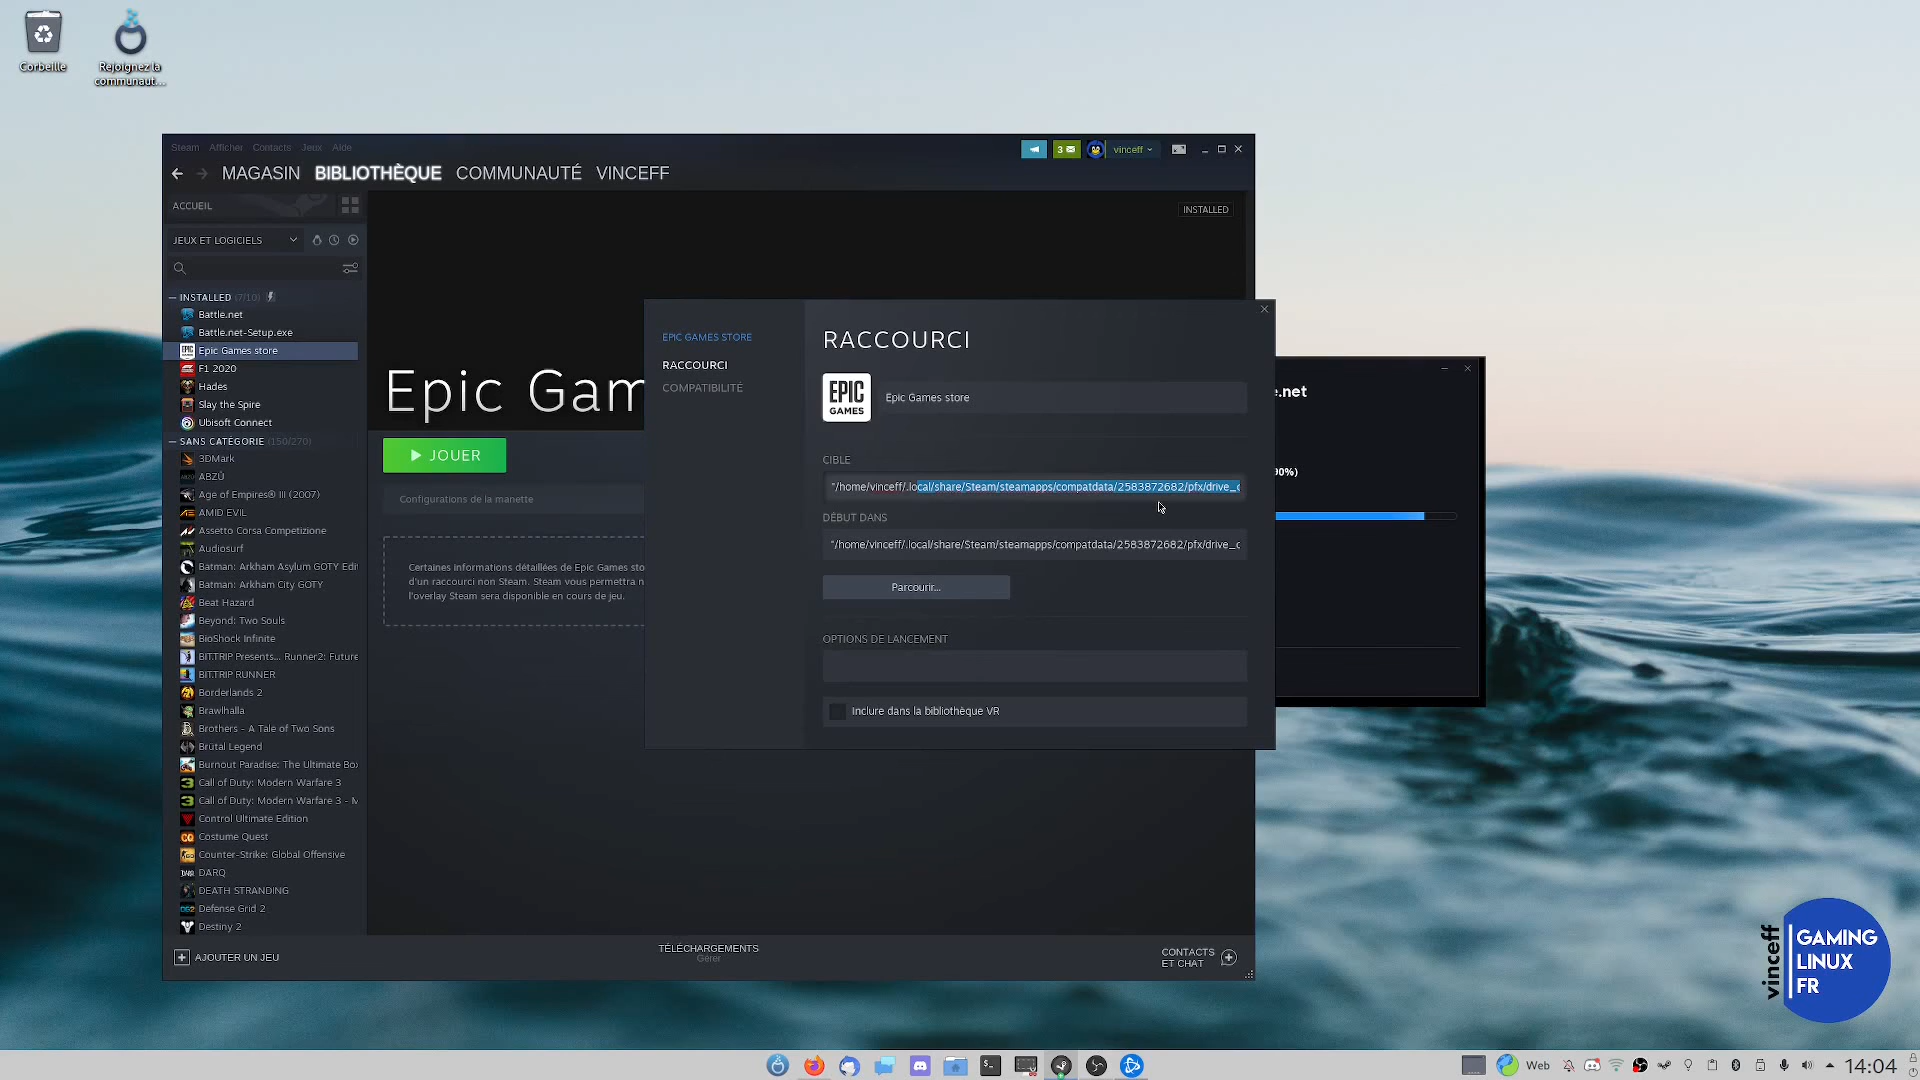 Corbeille
Rejoignez la
communaut...
Steam Afficher Contacts Jeux Aide
3
vinceff
MAGASIN BIBLIOTHÈQUE COMMUNAUTÉ VINCEFF
ACCUEIL
INSTALLED
JEUX ET LOGICIELS
INSTALLED (7/10)
Battle.net
Battle.net-Setup.exe
Epic Games store
F1 2020
Hades
Slay the Spire
Ubisoft Connect
SANS CATÉGORIE (150/270)
3DMark
ABZÛ
Age of Empires® III (2007)
AMID EVIL
Assetto Corsa Competizione
Audiosurf
Batman: Arkham Asylum GOTY Edi
Batman: Arkham City GOTY
Beat Hazard
Beyond: Two Souls
BioShock Infinite
BIT.TRIP Presents... Runner2: Future
BIT.TRIP RUNNER
Borderlands 2
Brawlhalla
Brothers - A Tale of Two Sons
Brütal Legend
Burnout Paradise: The Ultimate Bo
Call of Duty: Modern Warfare 3
Call of Duty: Modern Warfare 3 - M
Control Ultimate Edition
Costume Quest
Counter-Strike: Global Offensive
DARQ
DEATH STRANDING
Defense Grid 2
Destiny 2
AJOUTER UN JEU
Epic Gam
JOUER
Configurations de la manette
Certaines informations détaillées de Epic Games sto
d'un raccourci non Steam. Steam vous permettra n
l'overlay Steam sera disponible en cours de jeu.
TÉLÉCHARGEMENTS
Gérer
CONTACTS
ET CHAT
EPIC GAMES STORE
RACCOURCI
COMPATIBILITÉ
RACCOURCI
EPIC
GAMES
Epic Games store
CIBLE
"/home/vinceff/.local/share/Steam/steamapps/compatdata/2583872682/pfx/drive_c
DÉBUT DANS
"/home/vinceff/.local/share/Steam/steamapps/compatdata/2583872682/pfx/drive_c
Parcourir...
OPTIONS DE LANCEMENT
Inclure dans la bibliothèque VR
.net
90%)
vinceff
GAMING
LINUX
FR
Web
14:04